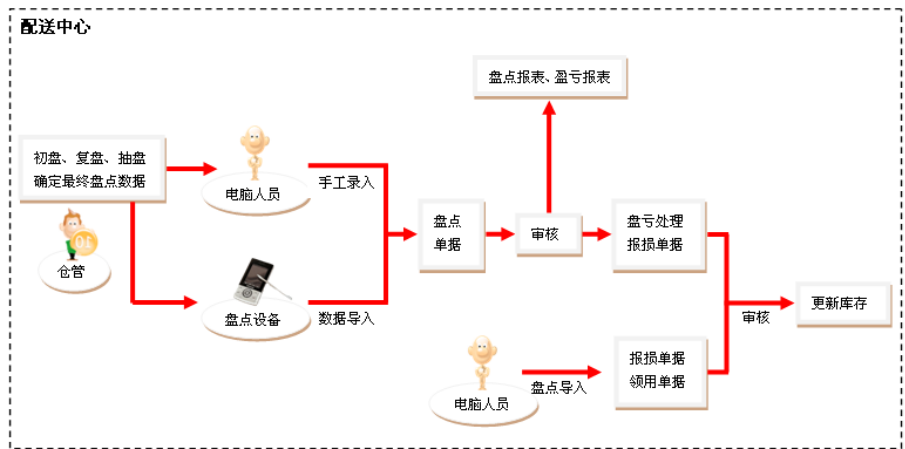 配送中心
盘点报表、盈亏报表
初盘、复盘、抽盘
确定最终盘点数据
仓管
电脑人员
手工录入
盘点设备
数据导入
盘点
单据
审核
盘亏处理
报损单据
审核
更新库存
电脑人员
盘点导入
报损单据
领用单据